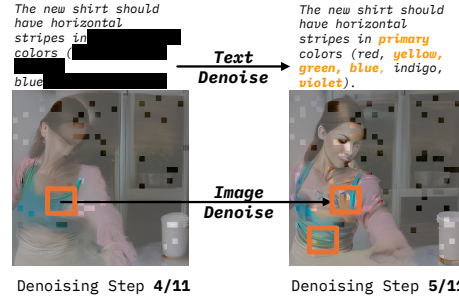 The new shirt should
have horizontal
stripes in
colors (
blue
Text
Denoise
The new shirt should
have horizontal
stripes in primary
colors (red, yellow,
green, blue, indigo,
violet).
Image
Denoise
Denoising Step 4/11
Denoising Step 5/11